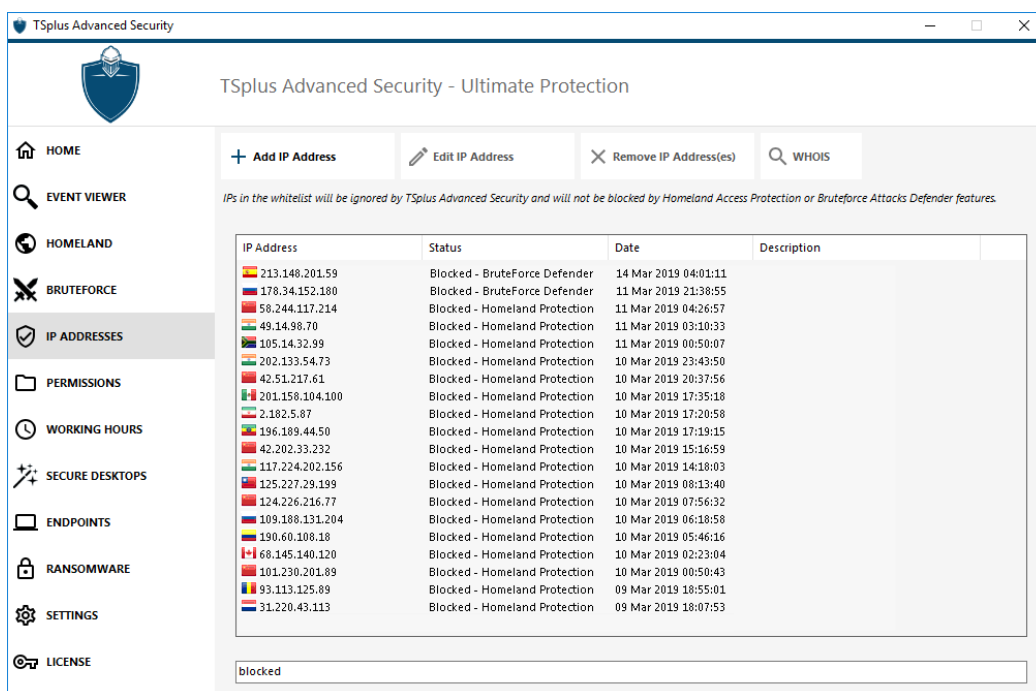 TSplus Advanced Security
TSplus Advanced Security - Ultimate Protection
HOME
EVENT VIEWER
HOMELAND
BRUTEFORCE
IP ADDRESSES
PERMISSIONS
WORKING HOURS
SECURE DESKTOPS
ENDPOINTS
RANSOMWARE
SETTINGS
LICENSE
Add IP Address Edit IP Address Remove IP Address(es) WHOIS
IPs in the whitelist will be ignored by TSplus Advanced Security and will not be blocked by Homeland Access Protection or Bruteforce Attacks Defender features.
IP Address Status Date Description
213.148.201.59 Blocked - BruteForce Defender 14 Mar 2019 04:01:11
178.34.152.180 Blocked - BruteForce Defender 11 Mar 2019 21:38:55
58.244.117.214 Blocked - Homeland Protection 11 Mar 2019 04:26:57
49.14.98.70 Blocked - Homeland Protection 11 Mar 2019 03:10:33
105.14.32.99 Blocked - Homeland Protection 11 Mar 2019 00:50:07
202.133.54.73 Blocked - Homeland Protection 10 Mar 2019 23:43:50
42.51.217.61 Blocked - Homeland Protection 10 Mar 2019 20:37:56
201.158.104.100 Blocked - Homeland Protection 10 Mar 2019 17:35:18
2.182.5.87 Blocked - Homeland Protection 10 Mar 2019 17:20:58
196.189.44.50 Blocked - Homeland Protection 10 Mar 2019 17:19:15
42.202.33.232 Blocked - Homeland Protection 10 Mar 2019 15:16:59
117.224.202.156 Blocked - Homeland Protection 10 Mar 2019 14:18:03
125.227.29.199 Blocked - Homeland Protection 10 Mar 2019 08:13:40
124.226.216.77 Blocked - Homeland Protection 10 Mar 2019 07:56:32
109.188.131.204 Blocked - Homeland Protection 10 Mar 2019 06:18:58
190.60.108.18 Blocked - Homeland Protection 10 Mar 2019 05:46:16
68.145.140.120 Blocked - Homeland Protection 10 Mar 2019 02:23:04
101.230.201.89 Blocked - Homeland Protection 10 Mar 2019 00:50:43
93.113.125.89 Blocked - Homeland Protection 09 Mar 2019 18:55:01
31.220.43.113 Blocked - Homeland Protection 09 Mar 2019 18:07:53
blocked